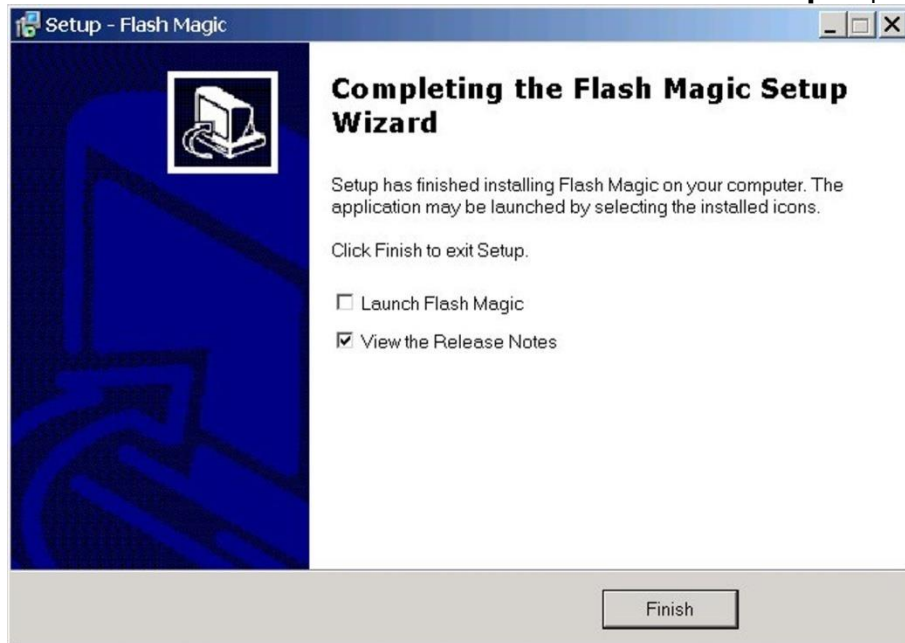 Setup - Flash Magic
Completing the Flash Magic Setup
Wizard
Setup has finished installing Flash Magic on your computer. The
application may be launched by selecting the installed icons.
Click Finish to exit Setup.
Launch Flash Magic
View the Release Notes
Finish